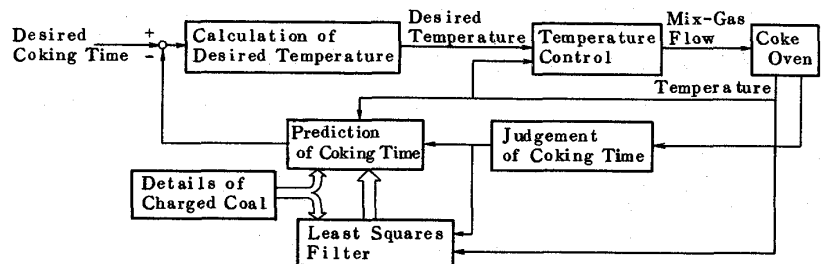 Desired
Coking Time
+
−
Calculation of
Desired Temperature
Desired
Temperature
Temperature
Control
Mix-Gas
Flow
Coke
Oven
Temperature
Prediction
of Coking Time
Judgement
of Coking Time
Details of
Charged Coal
Least Squares
Filter